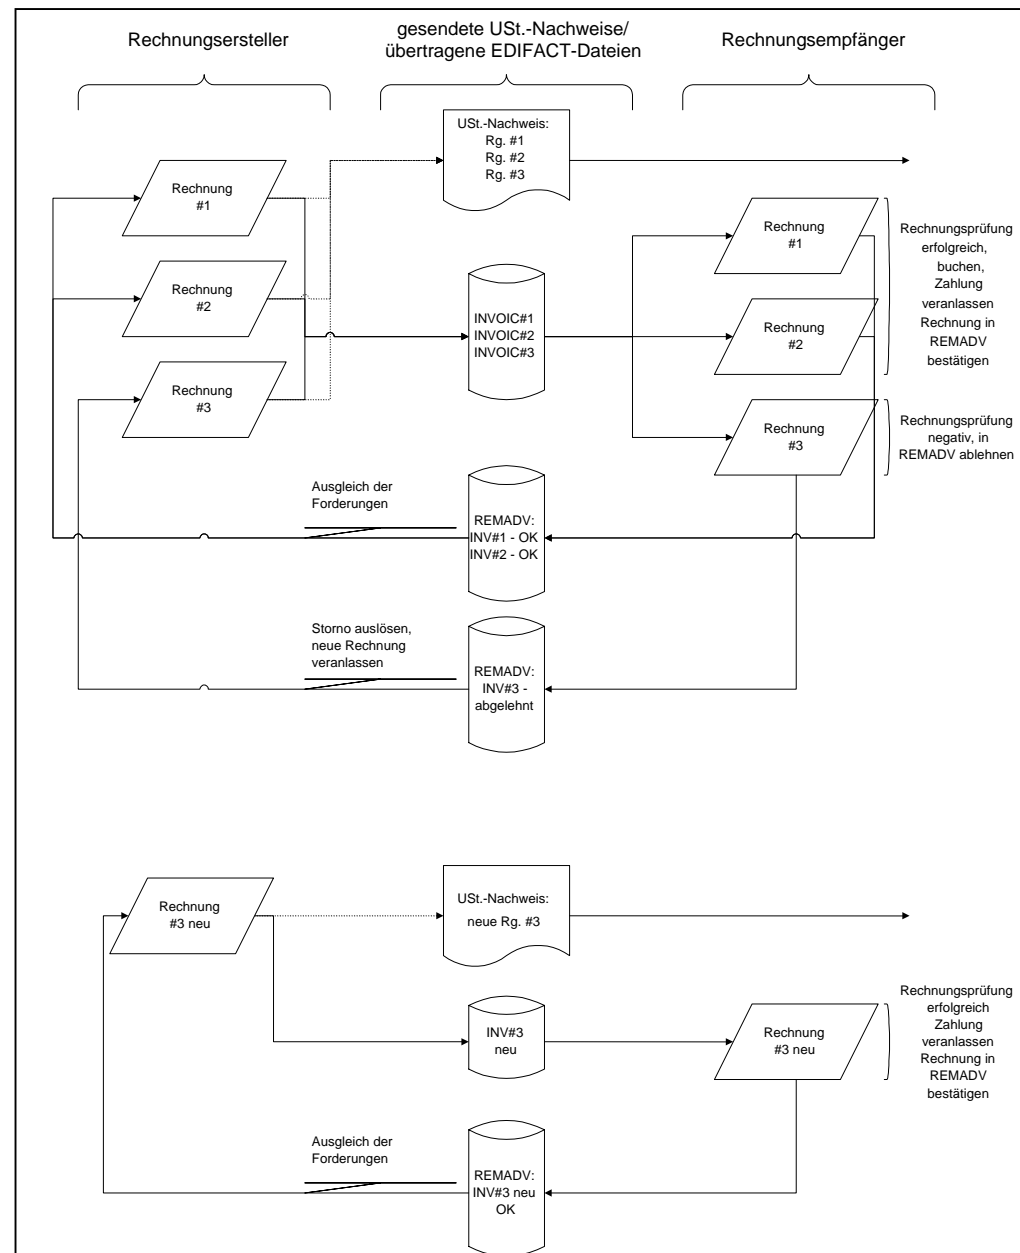 Rechnungsersteller
gesendete USt.-Nachweise/
übertragene EDIFACT-Dateien
Rechnungsempfänger
USt.-Nachweis:
Rg. #1
Rg. #2
Rg. #3
Rechnung
#1
Rechnung
#2
Rechnung
#3
INVOIC#1
INVOIC#2
INVOIC#3
Rechnung
#1
Rechnung
#2
Rechnung
#3
Rechnungsprüfung
erfolgreich,
buchen,
Zahlung
veranlassen
Rechnung in
REMADV
bestätigen
Rechnungsprüfung
negativ, in
REMADV ablehnen
Ausgleich der
Forderungen
REMADV:
INV#1 - OK
INV#2 - OK
Storno auslösen,
neue Rechnung
veranlassen
REMADV:
INV#3 -
abgelehnt
Rechnung
#3 neu
USt.-Nachweis:
neue Rg. #3
INV#3
neu
Rechnung
#3 neu
Rechnungsprüfung
erfolgreich
Zahlung
veranlassen
Rechnung in
REMADV
bestätigen
Ausgleich der
Forderungen
REMADV:
INV#3 neu
OK